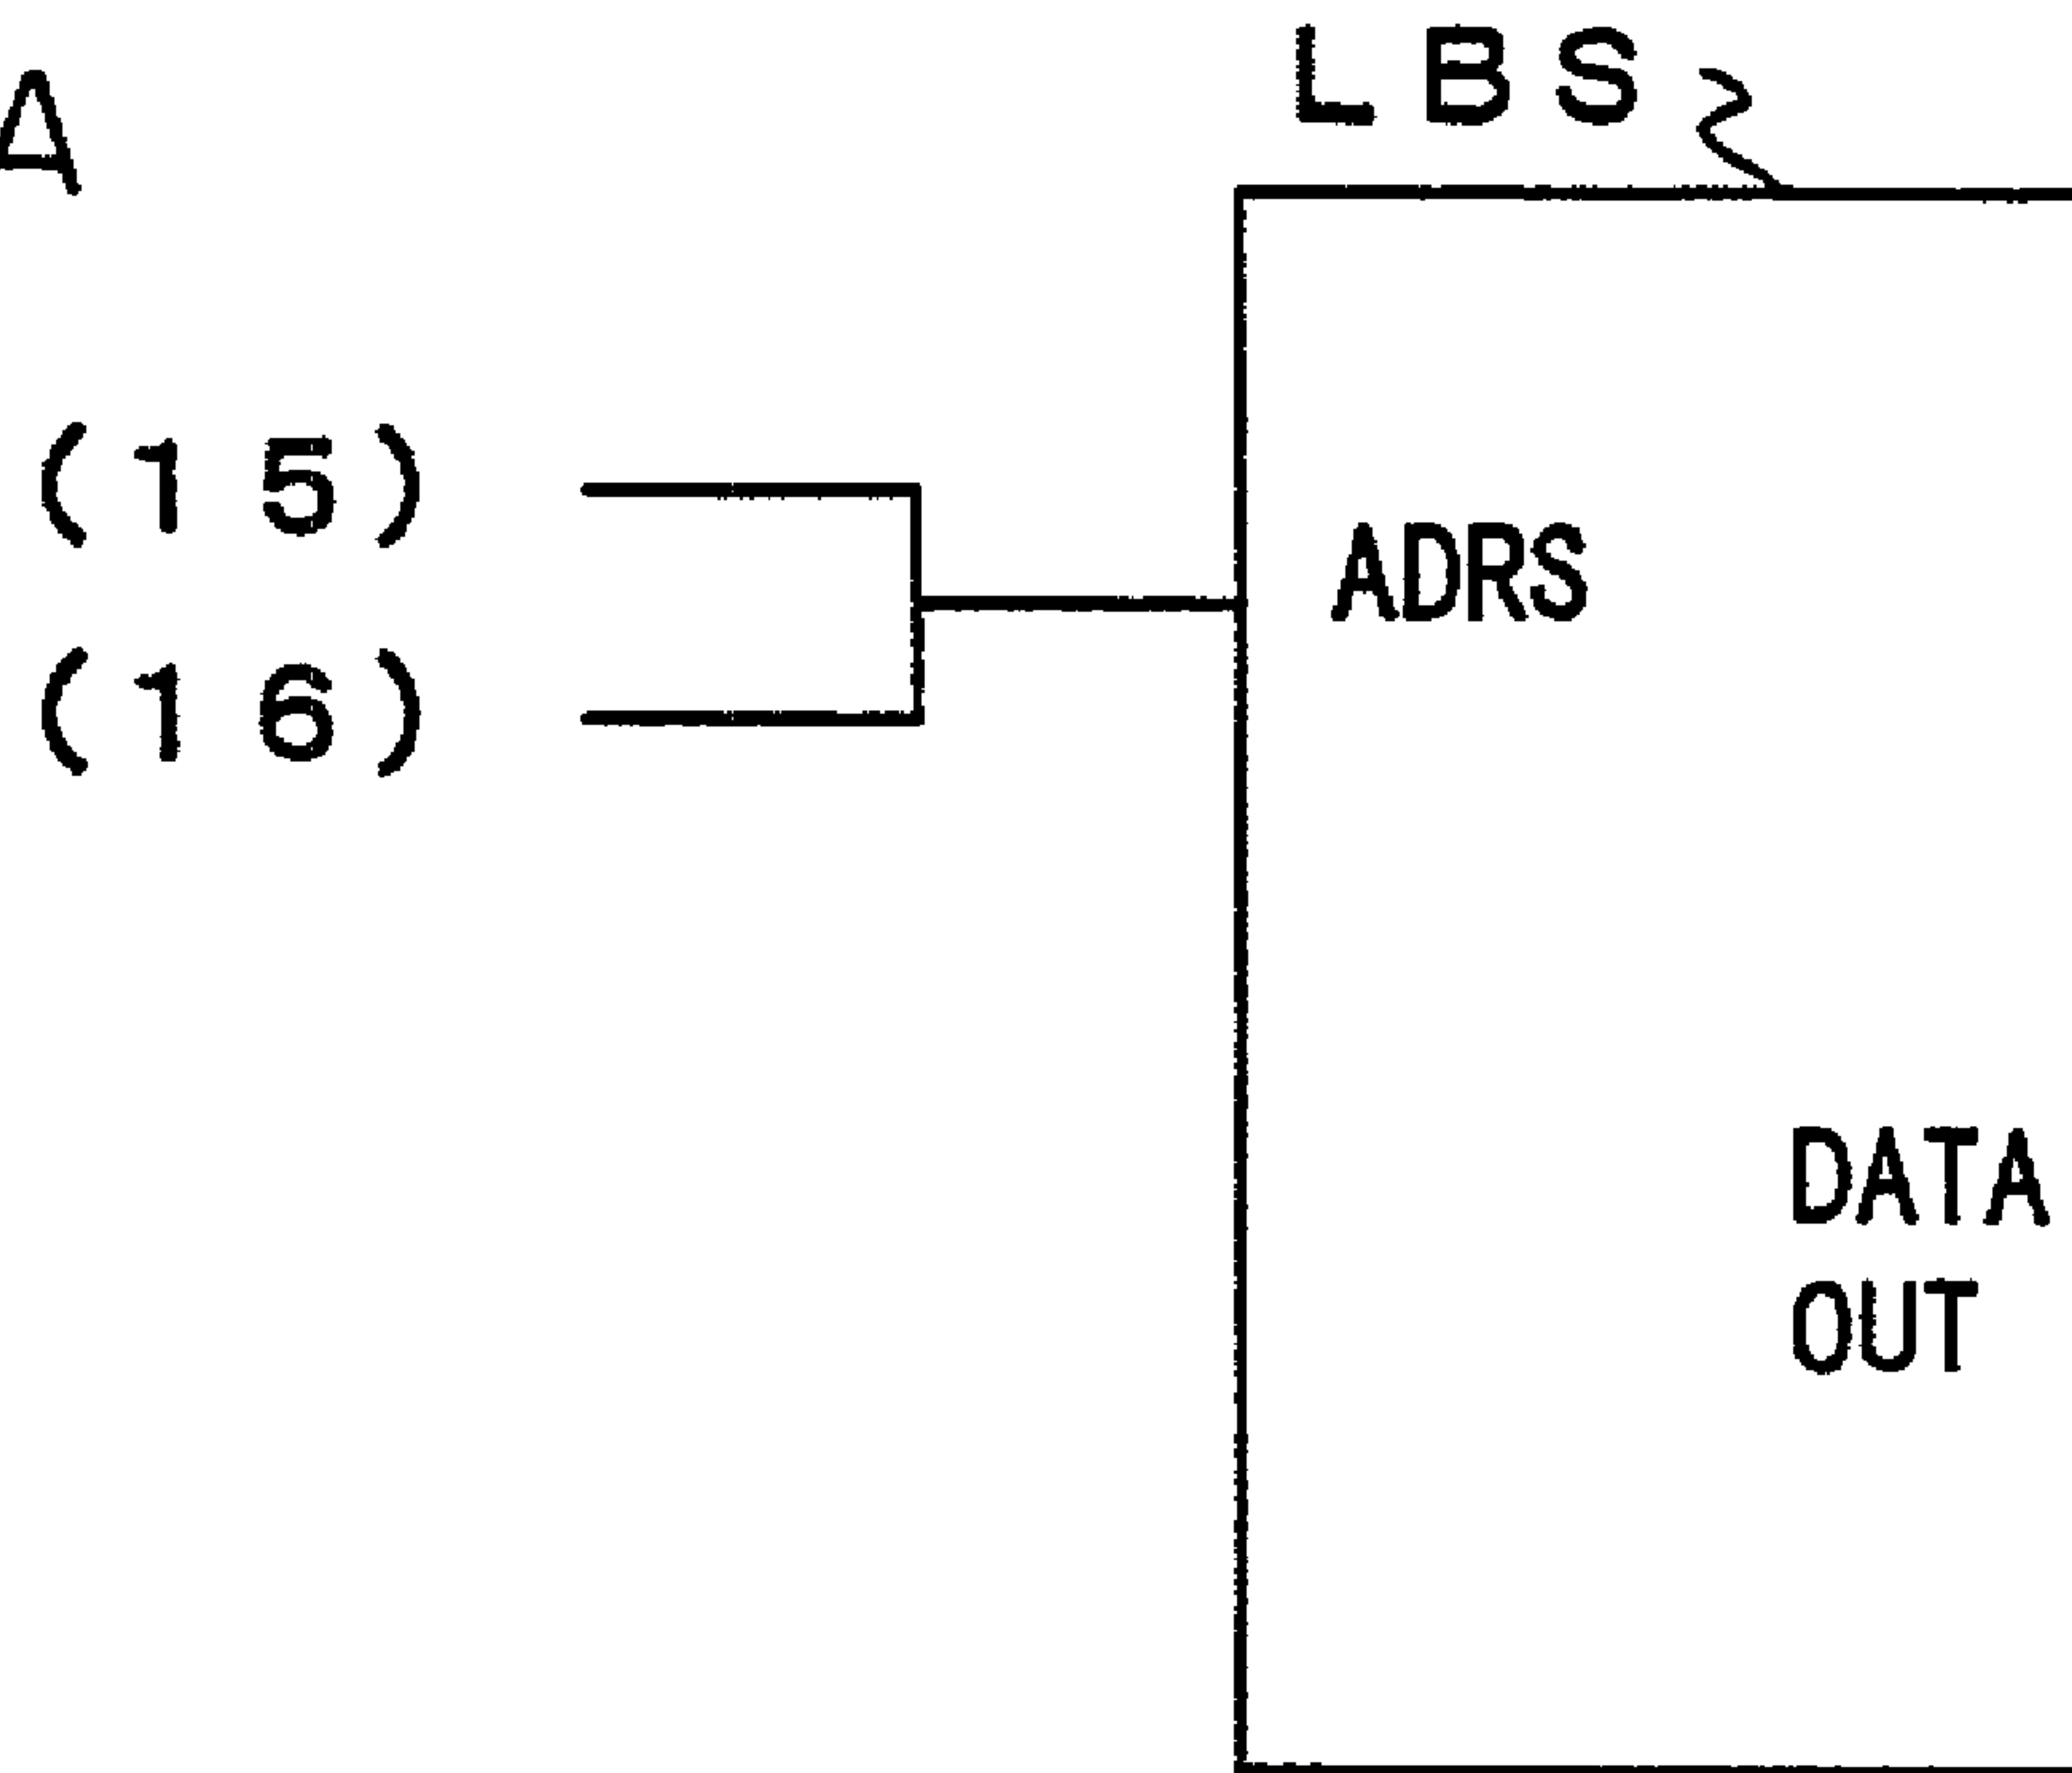 A
LBS
(15)
ADRS
(16)
DATA
OUT